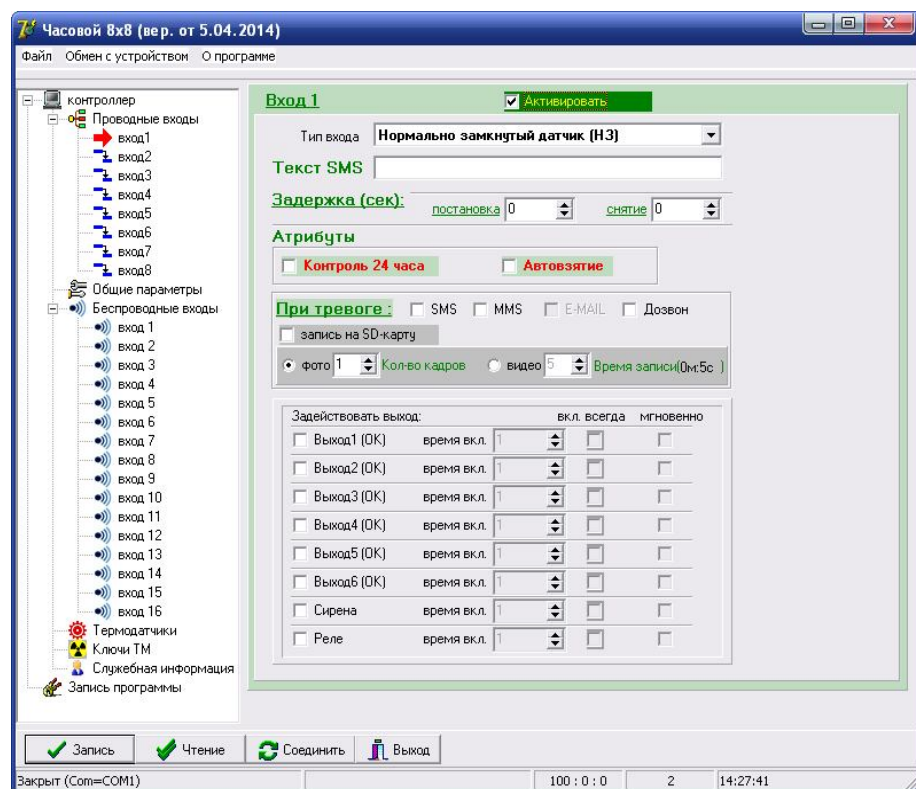 Часовой 8x8 (вер. от 5.04.2014)
Файл Обмен с устройством О программе
контроллер
Проводные входы
вход1
вход2
вход3
вход4
вход5
вход6
вход7
вход8
Общие параметры
Беспроводные входы
вход 1
вход 2
вход 3
вход 4
вход 5
вход 6
вход 7
вход 8
вход 9
вход 10
вход 11
вход 12
вход 13
вход 14
вход 15
вход 16
Термодатчики
Ключи ТМ
Служебная информация
Запись программы
Вход 1 Активировать
Тип входа Нормально замкнутый датчик (НЗ)
Текст SMS
Задержка (сек): постановка 0 снятие 0
Атрибуты
Контроль 24 часа Автовзятие
При тревоге : SMS MMS E-MAIL Дозвон
запись на SD-карту
фото 1 Кол-во кадров видео 5 Время записи(0м:5с )
Задействовать выход: вкл. всегда мгновенно
Выход1 (ОК) время вкл. 1
Выход2 (ОК) время вкл. 1
Выход3 (ОК) время вкл. 1
Выход4 (ОК) время вкл. 1
Выход5 (ОК) время вкл. 1
Выход6 (ОК) время вкл. 1
Сирена время вкл. 1
Реле время вкл. 1
Запись Чтение Соединить Выход
Закрыт (Com=COM1) 100 : 0 : 0 2 14:27:41